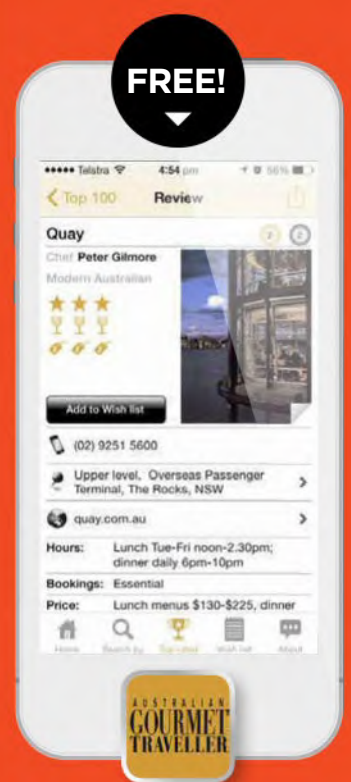 FREE!
Telstra 4:54 pm 56%
Top 100 Review
Quay 2 2
Chef Peter Gilmore
Modern Australian
Add to Wish list
(02) 9251 5600
Upper level, Overseas Passenger
Terminal, The Rocks, NSW
quay.com.au
Hours: Lunch Tue-Fri noon-2.30pm;
dinner daily 6pm-10pm
Bookings: Essential
Price: Lunch menus $130-$225, dinner
Home Search by Top rated Wish list About
AUSTRALIAN
GOURMET
TRAVELLER